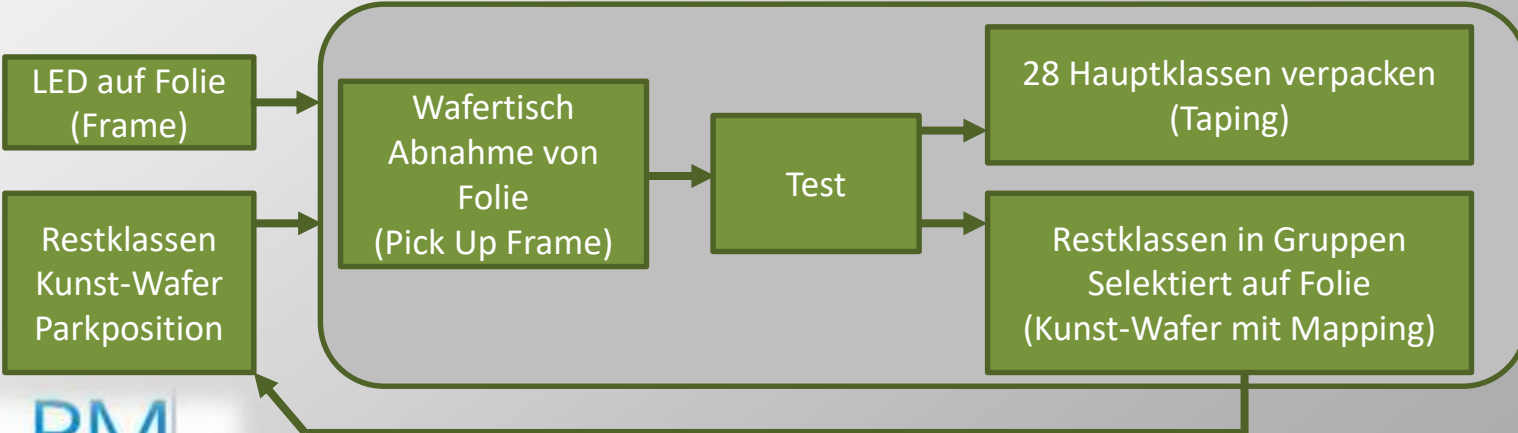 LED auf Folie
(Frame)
Restklassen
Kunst-Wafer
Parkposition
Wafertisch
Abnahme von
Folie
(Pick Up Frame)
Test
28 Hauptklassen verpacken
(Taping)
Restklassen in Gruppen
Selektiert auf Folie
(Kunst-Wafer mit Mapping)